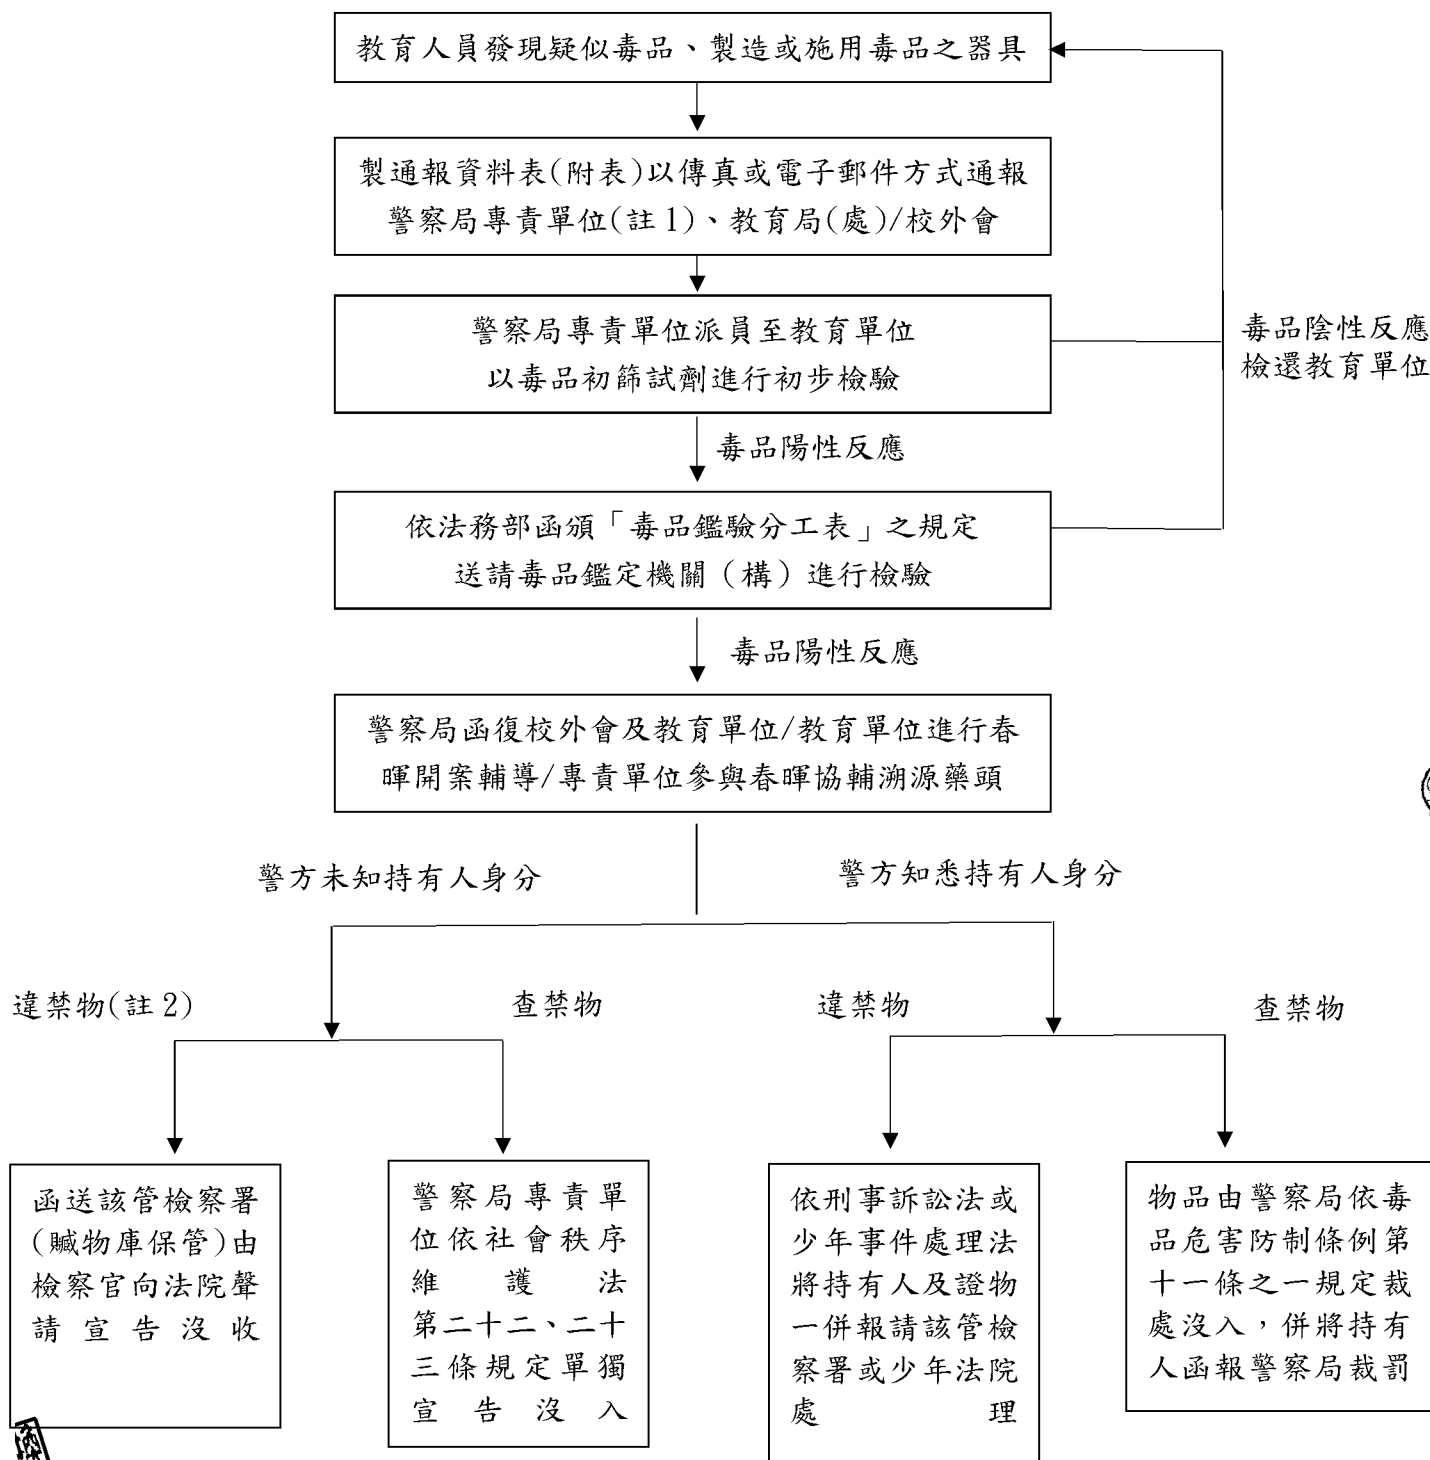 教育人員發現疑似毒品、製造或施用毒品之器具
製通報資料表(附表)以傳真或電子郵件方式通報
警察局專責單位(註1)、教育局(處)/校外會
警察局專責單位派員至教育單位
以毒品初篩試劑進行初步檢驗
毒品陰性反應
檢還教育單位
毒品陽性反應
依法務部函頒「毒品鑑驗分工表」之規定
送請毒品鑑定機關（構）進行檢驗
毒品陽性反應
警察局函復校外會及教育單位/教育單位進行春
暉開案輔導/專責單位參與春暉協輔溯源藥頭
警方未知持有人身分
警方知悉持有人身分
違禁物(註2)
查禁物
違禁物
查禁物
函送該管檢察署
(贓物庫保管)由
檢察官向法院聲
請宣告沒收
警察局專責單
位依社會秩序
維護法
第二十二、二十
三條規定單獨
宣告沒入
依刑事訴訟法或
少年事件處理法
將持有人及證物
一併報請該管檢
察署或少年法院
處理
物品由警察局依毒
品危害防制條例第
十一條之一規定裁
處沒入，併將持有
人函報警察局裁罰